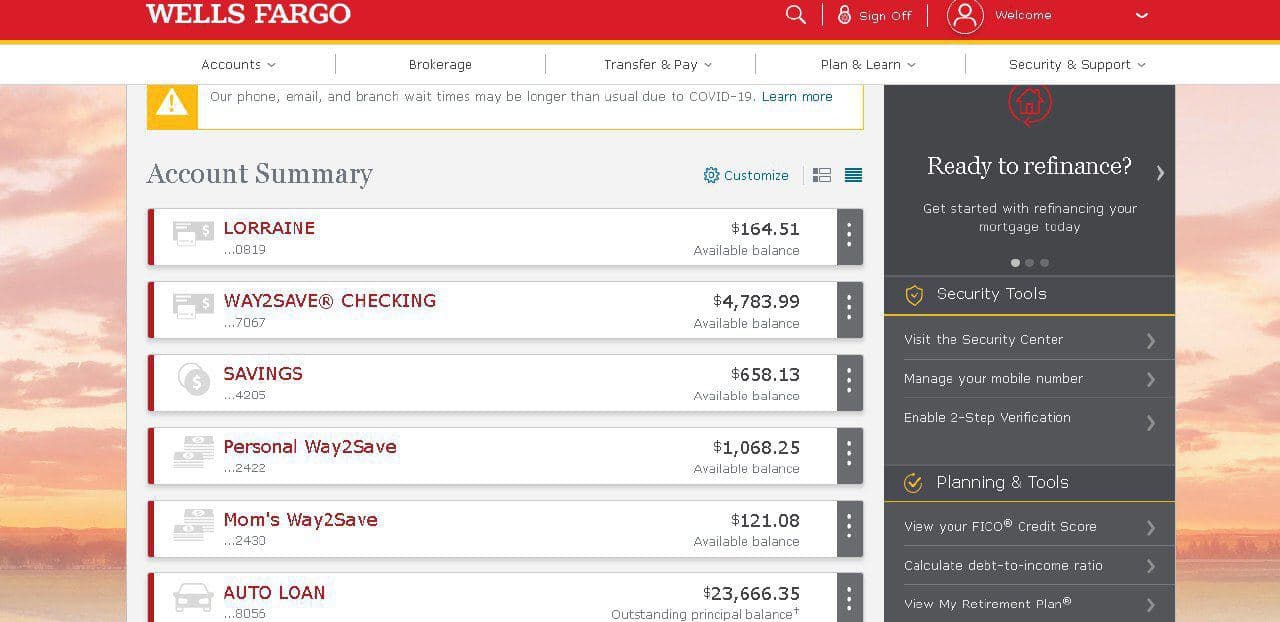 WELLS FARGO
Sign Off
Welcome
Accounts
Brokerage
Transfer & Pay
Plan & Learn
Security & Support
Our phone, email, and branch wait times may be longer than usual due to COVID-19. Learn more
Account Summary
Customize
LORRAINE
$164.51
...0819
Available balance
WAY2SAVE® CHECKING
$4,783.99
...7067
Available balance
SAVINGS
$658.13
...4205
Available balance
Personal Way2Save
$1,068.25
...2422
Available balance
Mom's Way2Save
$121.08
...2430
Available balance
AUTO LOAN
$23,666.35
...8056
Outstanding principal balance†
Ready to refinance?
Get started with refinancing your
mortgage today
Security Tools
Visit the Security Center
Manage your mobile number
Enable 2-Step Verification
Planning & Tools
View your FICO® Credit Score
Calculate debt-to-income ratio
View My Retirement Plan®